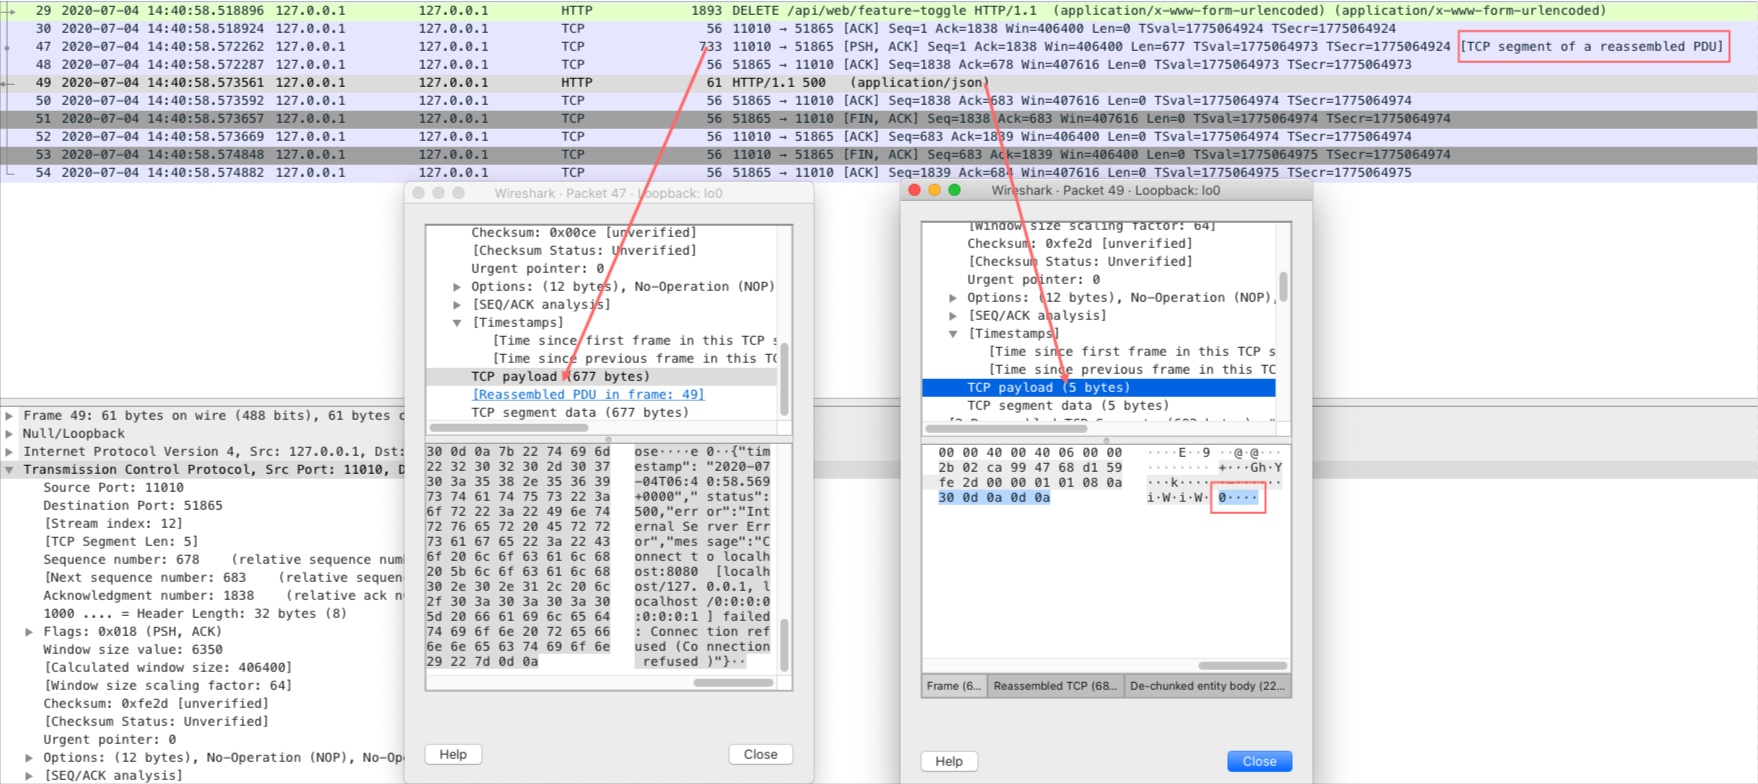 29 2020-07-04 14:40:58.518896 127.0.0.1 127.0.0.1 HTTP 1893 DELETE /api/web/feature-toggle HTTP/1.1 (application/x-www-form-urlencoded) (application/x-www-form-urlencoded)
30 2020-07-04 14:40:58.518924 127.0.0.1 127.0.0.1 TCP 56 11010 → 51865 [ACK] Seq=1 Ack=1838 Win=406400 Len=0 TSval=1775064924 TSecr=1775064924
47 2020-07-04 14:40:58.572262 127.0.0.1 127.0.0.1 TCP 733 11010 → 51865 [PSH, ACK] Seq=1 Ack=1838 Win=406400 Len=677 TSval=1775064973 TSecr=1775064924 [TCP segment of a reassembled PDU]
48 2020-07-04 14:40:58.572287 127.0.0.1 127.0.0.1 TCP 56 51865 → 11010 [ACK] Seq=1838 Ack=678 Win=407616 Len=0 TSval=1775064973 TSecr=1775064973
49 2020-07-04 14:40:58.573561 127.0.0.1 127.0.0.1 HTTP 61 HTTP/1.1 500 (application/json)
50 2020-07-04 14:40:58.573592 127.0.0.1 127.0.0.1 TCP 56 51865 → 11010 [ACK] Seq=1838 Ack=683 Win=407616 Len=0 TSval=1775064974 TSecr=1775064974
51 2020-07-04 14:40:58.573657 127.0.0.1 127.0.0.1 TCP 56 51865 → 11010 [FIN, ACK] Seq=1838 Ack=683 Win=407616 Len=0 TSval=1775064974 TSecr=1775064974
52 2020-07-04 14:40:58.573669 127.0.0.1 127.0.0.1 TCP 56 11010 → 51865 [ACK] Seq=683 Ack=1839 Win=406400 Len=0 TSval=1775064974 TSecr=1775064974
53 2020-07-04 14:40:58.574848 127.0.0.1 127.0.0.1 TCP 56 11010 → 51865 [FIN, ACK] Seq=683 Ack=1839 Win=406400 Len=0 TSval=1775064975 TSecr=1775064974
54 2020-07-04 14:40:58.574882 127.0.0.1 127.0.0.1 TCP 56 51865 → 11010 [ACK] Seq=1839 Ack=684 Win=407616 Len=0 TSval=1775064975 TSecr=1775064975
Wireshark · Packet 47 · Loopback: lo0
Checksum: 0x00ce [unverified]
[Checksum Status: Unverified]
Urgent pointer: 0
Options: (12 bytes), No-Operation (NOP)
[SEQ/ACK analysis]
[Timestamps]
[Time since first frame in this TCP s
[Time since previous frame in this TC
TCP payload (677 bytes)
[Reassembled PDU in frame: 49]
TCP segment data (677 bytes)
30 0d 0a 7b 22 74 69 6d ose····e0··{"tim
22 32 30 32 30 2d 30 37 estamp":"2020-07
30 3a 35 38 2e 35 36 39 -04T06:40:58.569
73 74 61 74 75 73 22 3a +0000","status":
6f 72 22 3a 22 49 6e 74 500,"error":"Int
72 76 65 72 20 45 72 72 ernal Server Err
73 61 67 65 22 3a 22 43 or","message":"C
6f 20 6c 6f 63 61 6c 68 onnect to localh
20 5b 6c 6f 63 61 6c 68 ost:8080 [localh
30 2e 30 2e 31 2c 20 6c ost/127.0.0.1, l
2f 30 3a 30 3a 30 3a 30 ocalhost/0:0:0:0
5d 20 66 61 69 6c 65 64 :0:0:0:1] failed
74 69 6f 6e 20 72 65 66 : Connection ref
6e 6e 65 63 74 69 6f 6e used (Connection
29 22 7d 0d 0a refused)"}··
Help
Close
Wireshark · Packet 49 · Loopback: lo0
[Window size scaling factor: 64]
Checksum: 0xfe2d [unverified]
[Checksum Status: Unverified]
Urgent pointer: 0
Options: (12 bytes), No-Operation (NOP),
[SEQ/ACK analysis]
[Timestamps]
[Time since first frame in this TCP s
[Time since previous frame in this TC
TCP payload (5 bytes)
TCP segment data (5 bytes)
00 00 40 00 40 06 00 00 ····E··9 ··@·@···
2b 02 ca 99 47 68 d1 59 ········ +···Gh·Y
fe 2d 00 00 01 01 08 0a ···k···· ·-······
30 0d 0a 0d 0a i·W·i·W· 0····
Frame (6...
Reassembled TCP (68...
De-chunked entity body (22...
Help
Close
Frame 49: 61 bytes on wire (488 bits), 61 bytes c
Null/Loopback
Internet Protocol Version 4, Src: 127.0.0.1, Dst:
Transmission Control Protocol, Src Port: 11010, D
Source Port: 11010
Destination Port: 51865
[Stream index: 12]
[TCP Segment Len: 5]
Sequence number: 678 (relative sequence num
[Next sequence number: 683 (relative sequen
Acknowledgment number: 1838 (relative ack n
1000 .... = Header Length: 32 bytes (8)
Flags: 0x018 (PSH, ACK)
Window size value: 6350
[Calculated window size: 406400]
[Window size scaling factor: 64]
Checksum: 0xfe2d [unverified]
[Checksum Status: Unverified]
Urgent pointer: 0
Options: (12 bytes), No-Operation (NOP), No-Op
[SEQ/ACK analysis]